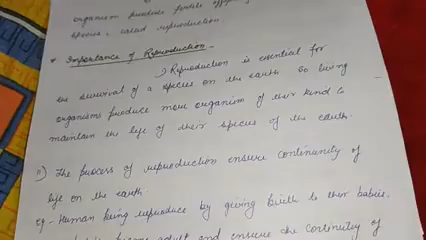 organism produce fertile
species, called reproduction.
* Importance of Reproduction -
i) Reproduction is essential for
the survival of a species on the earth so living
organisms produce more organism of their kind to
maintain the life of their species of the earth.
ii) The process of reproduction ensure continuity of
life on the earth.
eg - Human being reproduce by giving birth to their babies.
become adult and ensure the continuity of